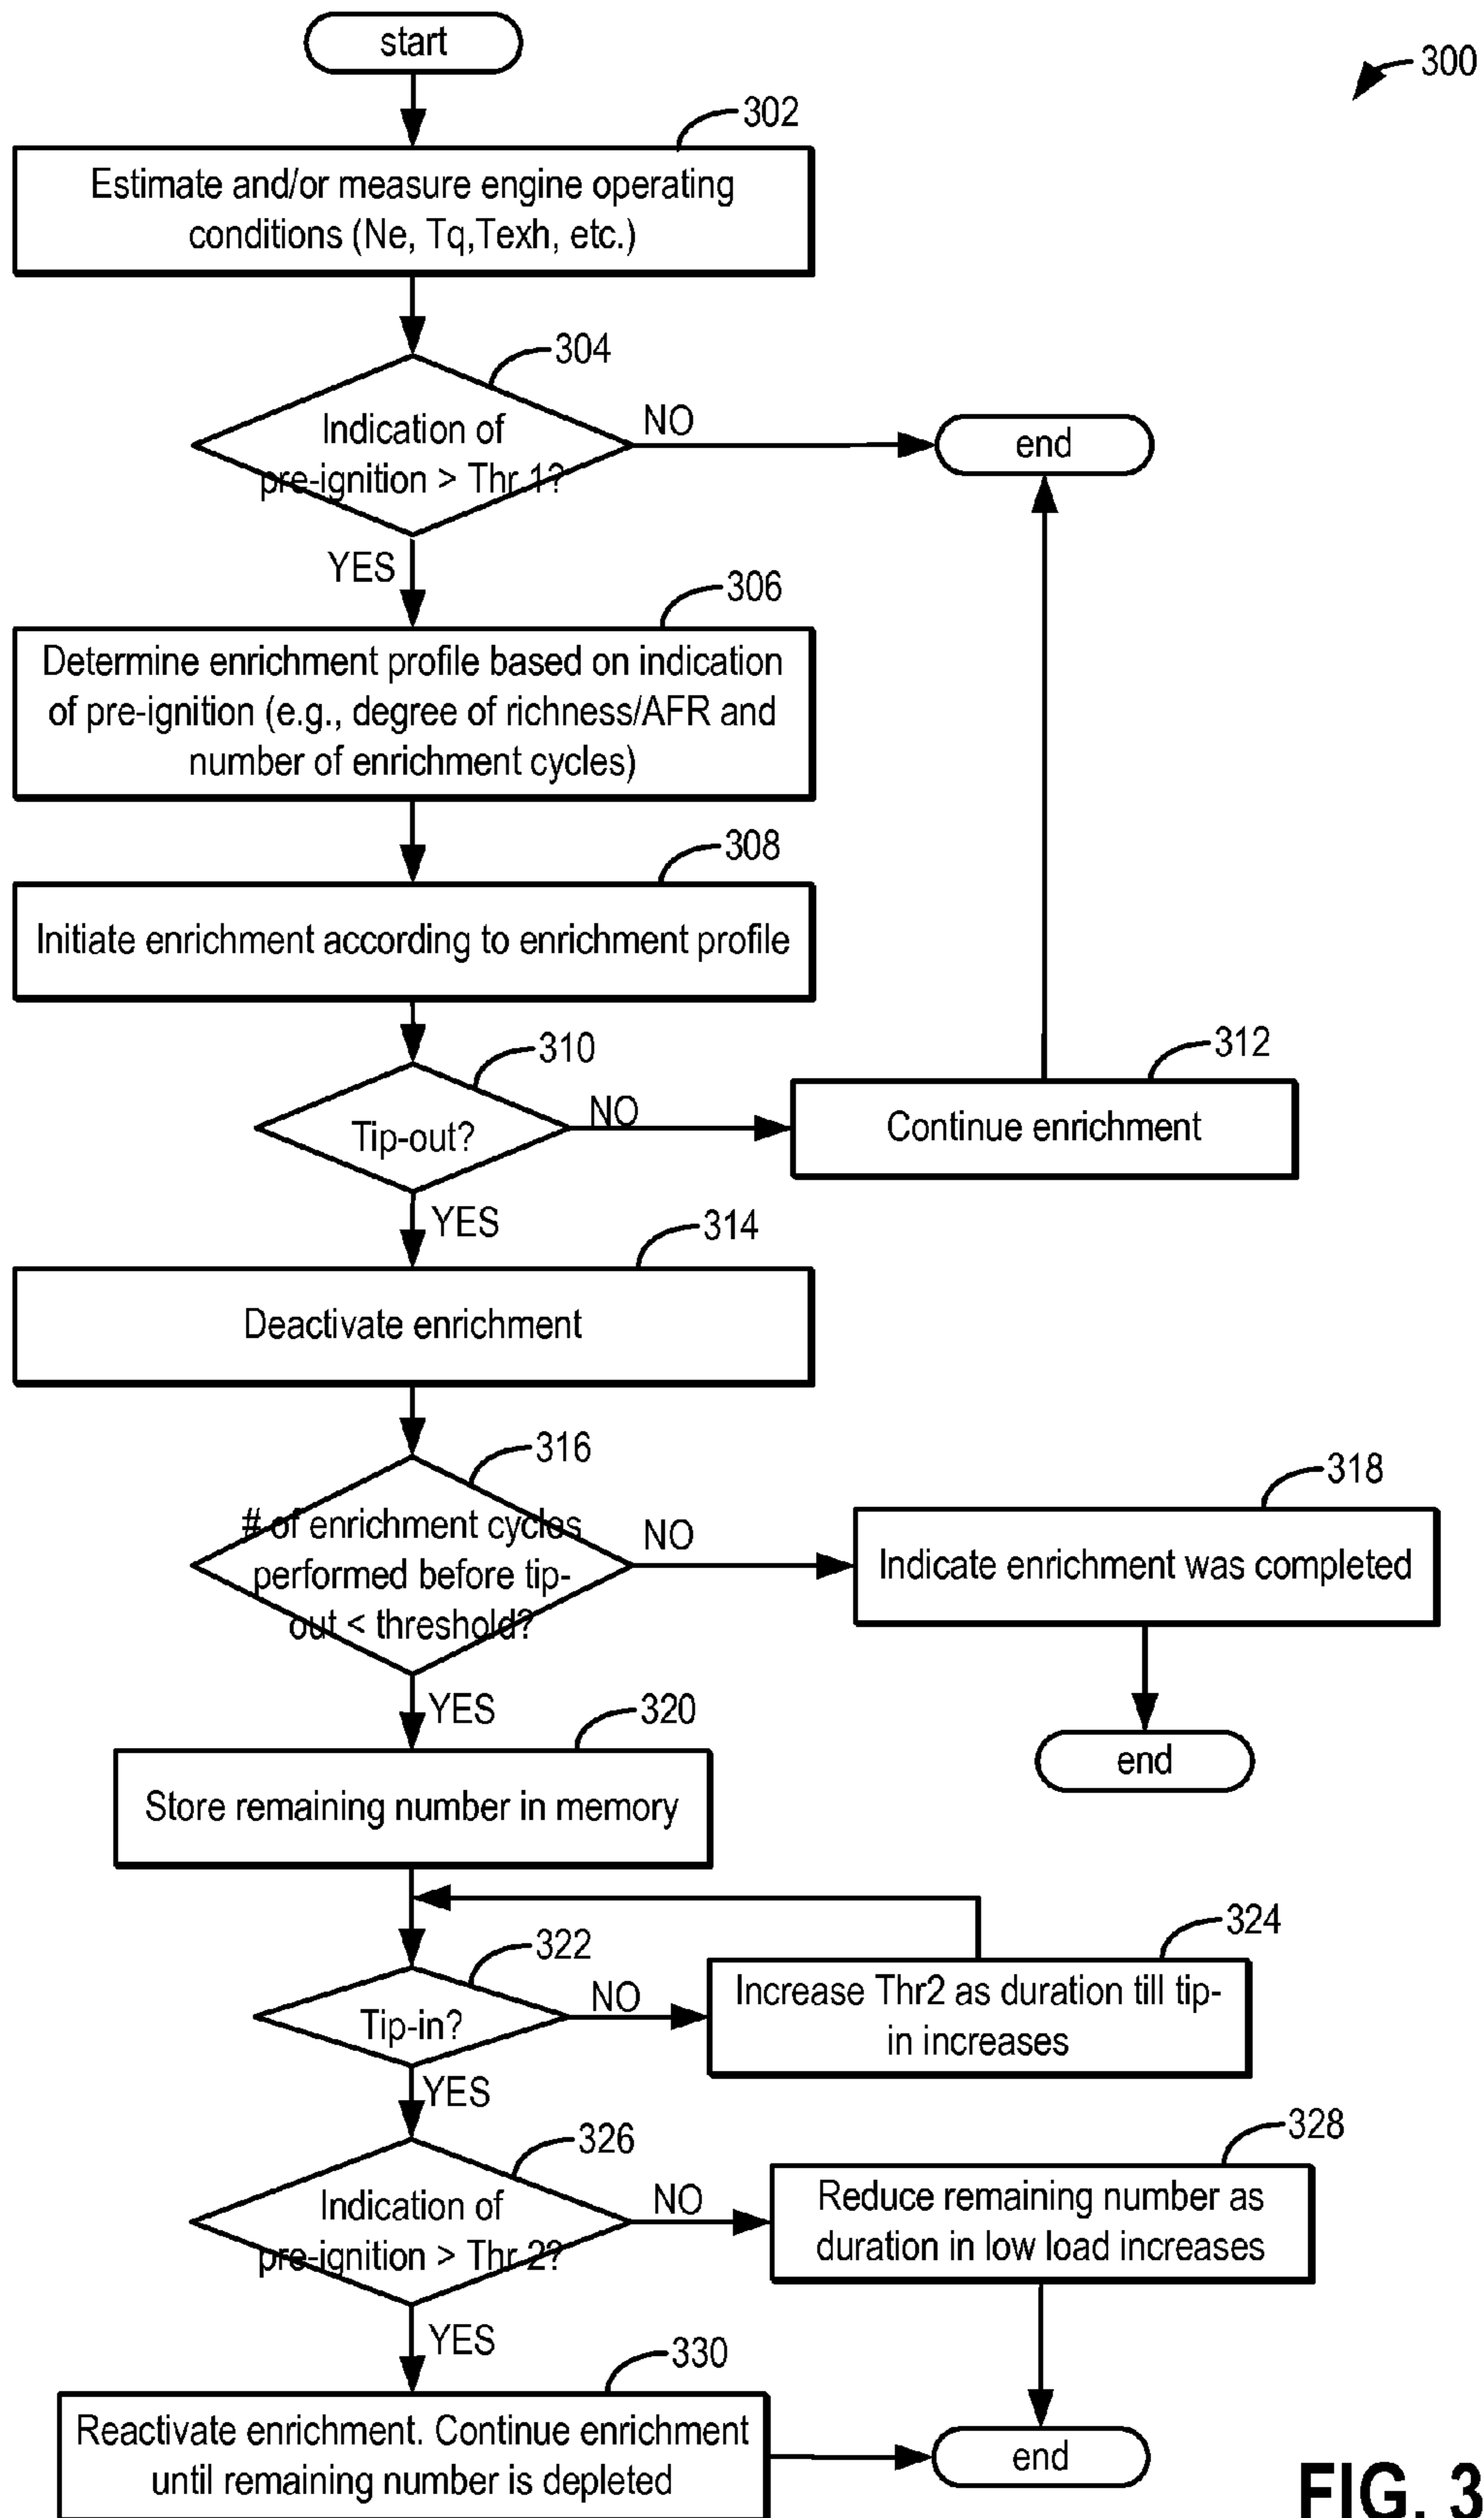 start
300
302
Estimate and/or measure engine operating
conditions (Ne, Tq,Texh, etc.)
304
Indication of
pre-ignition > Thr 1?
NO
end
YES
306
Determine enrichment profile based on indication
of pre-ignition (e.g., degree of richness/AFR and
number of enrichment cycles)
308
Initiate enrichment according to enrichment profile
310
Tip-out?
NO
312
Continue enrichment
YES
314
Deactivate enrichment
316
# of enrichment cycles
performed before tip-
out < threshold?
NO
318
Indicate enrichment was completed
end
YES
320
Store remaining number in memory
322
Tip-in?
NO
324
Increase Thr2 as duration till tip-
in increases
YES
326
Indication of
pre-ignition > Thr 2?
NO
328
Reduce remaining number as
duration in low load increases
YES
330
Reactivate enrichment. Continue enrichment
until remaining number is depleted
end
FIG. 3